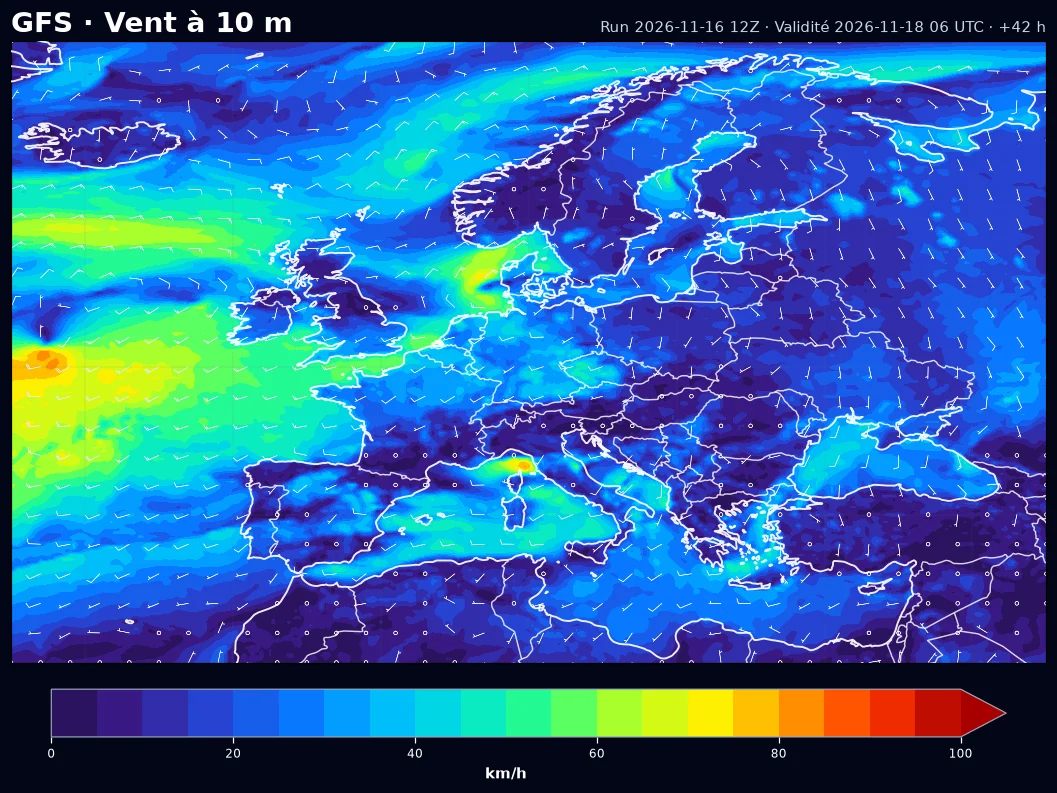 GFS · Vent à 10 m
Run 2026-11-16 12Z · Validité 2026-11-18 06 UTC · +42 h
0 20 40 60 80 100
km/h